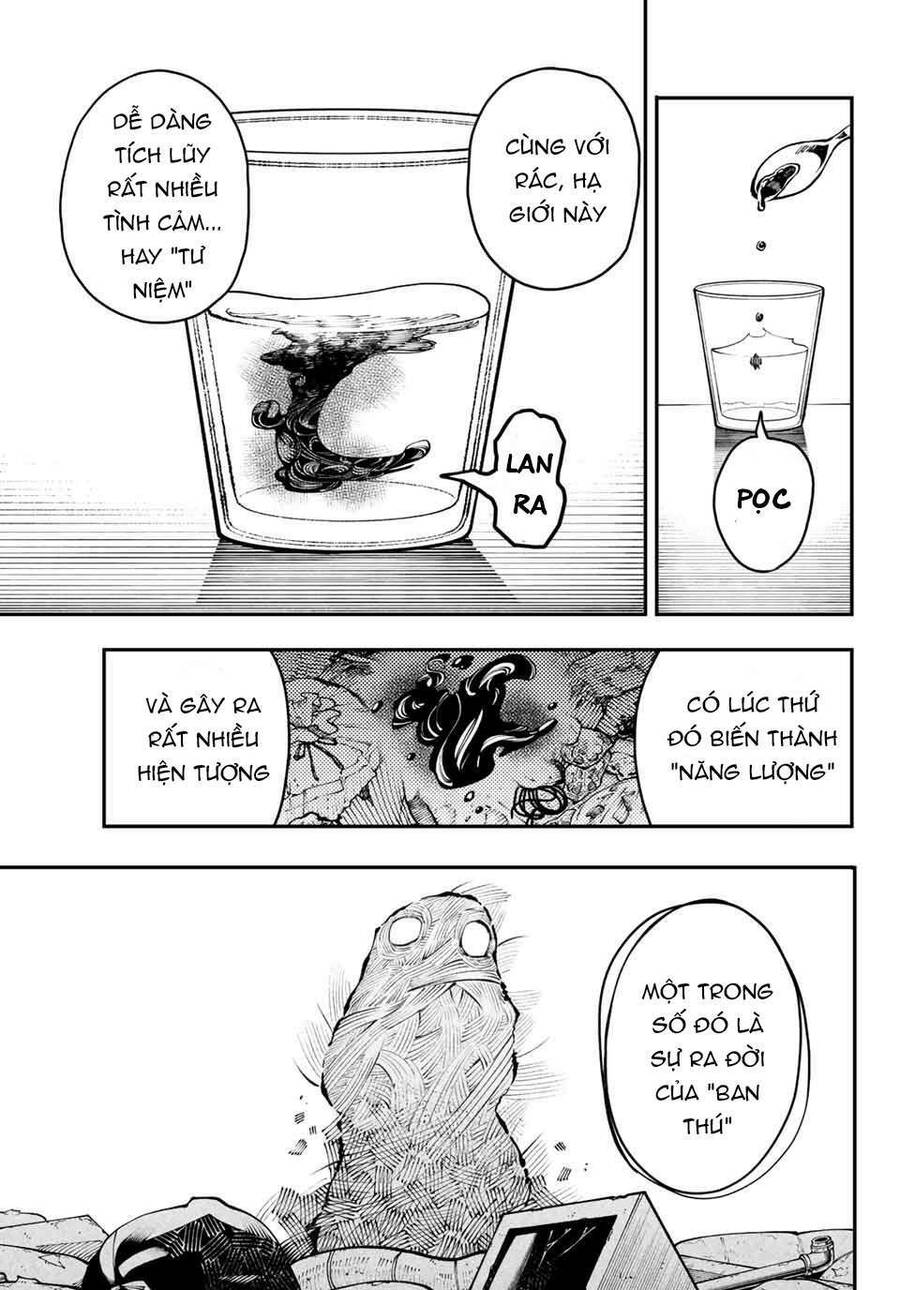 PỌC
CÙNG VỚI
RÁC, HẠ
GIỚI NÀY
DỄ DÀNG
TÍCH LŨY
RẤT NHIỀU
TÌNH CẢM...
HAY "TƯ
NIỆM"
LAN
RA
CÓ LÚC THỨ
ĐÓ BIẾN THÀNH
"NĂNG LƯỢNG"
VÀ GÂY RA
RẤT NHIỀU
HIỆN TƯỢNG
MỘT TRONG
SỐ ĐÓ LÀ
SỰ RA ĐỜI
CỦA "BAN
THÚ"